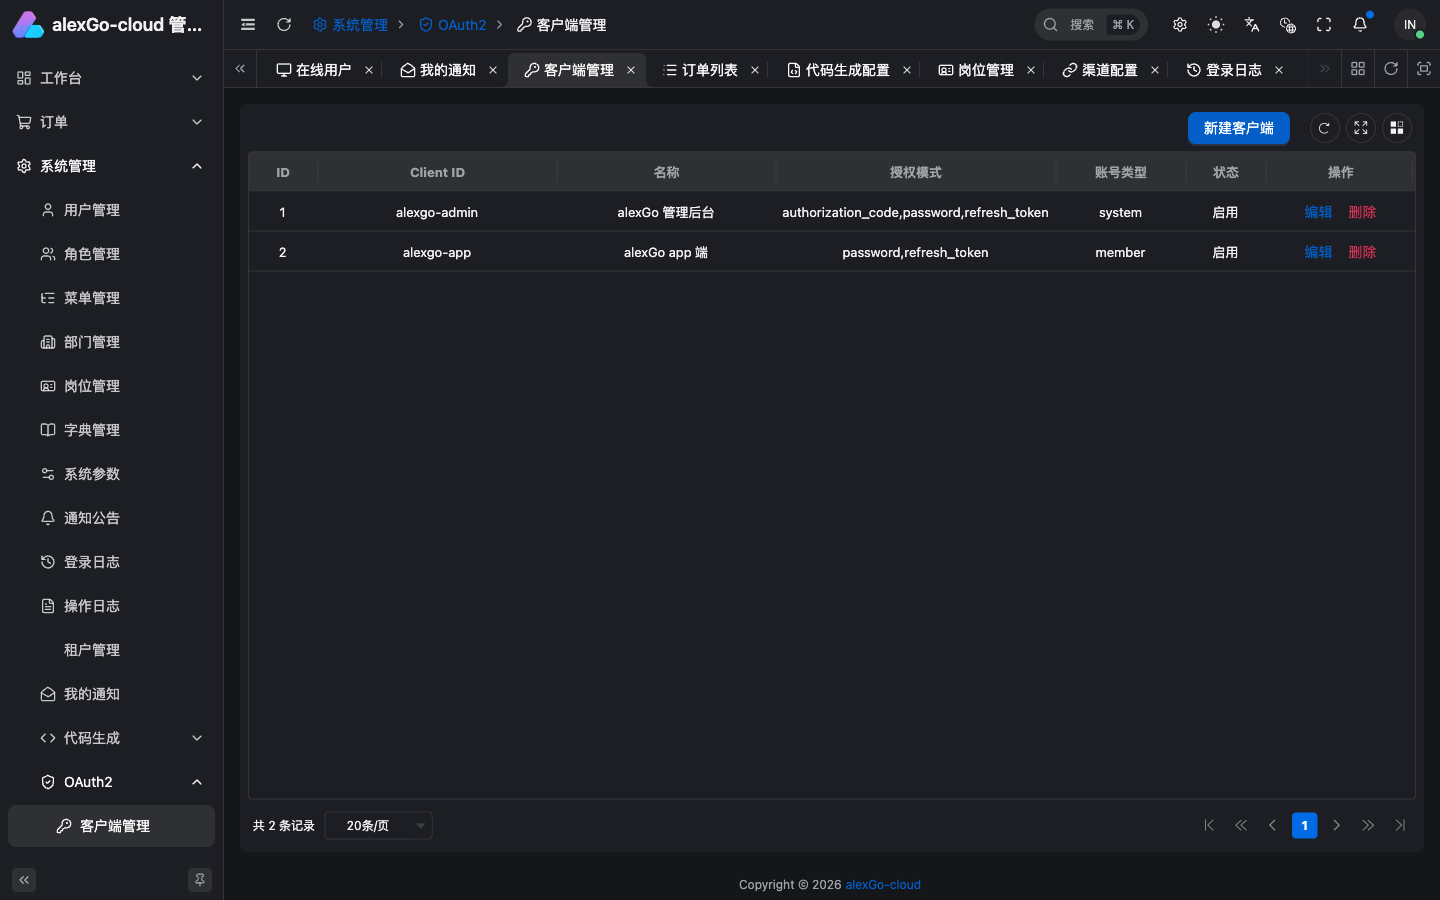 alexGo-cloud 管...
系统管理
OAuth2
客户端管理
搜索
⌘ K
IN
在线用户
我的通知
客户端管理
订单列表
代码生成配置
岗位管理
渠道配置
登录日志
工作台
订单
系统管理
用户管理
角色管理
菜单管理
部门管理
岗位管理
字典管理
系统参数
通知公告
登录日志
操作日志
租户管理
我的通知
代码生成
OAuth2
客户端管理
新建客户端
ID Client ID 名称 授权模式 账号类型 状态 操作
1 alexgo-admin alexGo 管理后台 authorization_code,password,refresh_token system 启用 编辑 删除
2 alexgo-app alexGo app 端 password,refresh_token member 启用 编辑 删除
共 2 条记录
20条/页
1
Copyright © 2026 alexGo-cloud